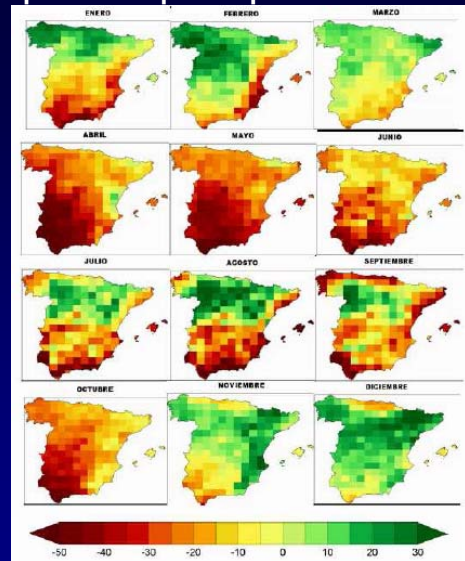 ENERO FEBRERO MARZO
ABRIL MAYO JUNIO
JULIO AGOSTO SEPTIEMBRE
OCTUBRE NOVIEMBRE DICIEMBRE
-50 -40 -30 -20 -10 0 10 20 30